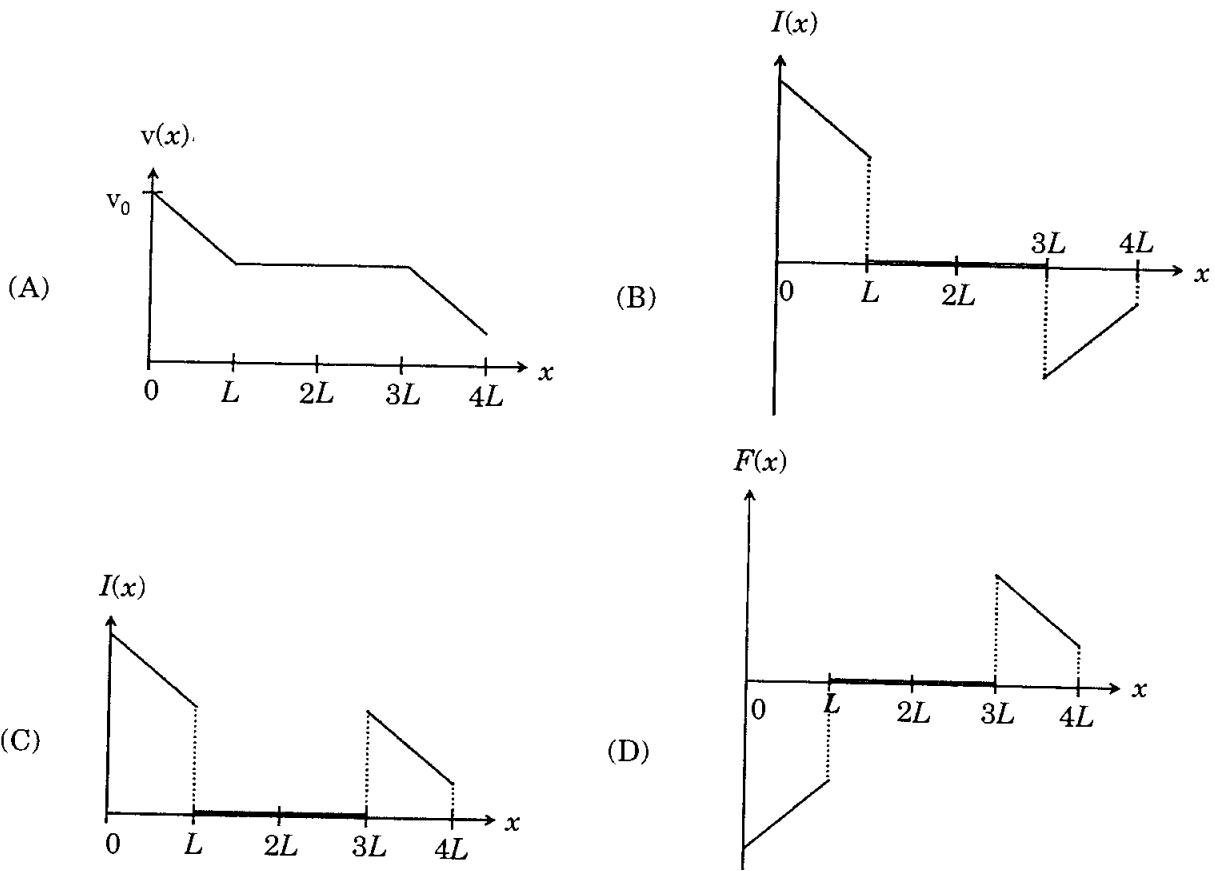 (A)
v(x)
v₀
0 L 2L 3L 4L x
(B)
I(x)
3L 4L
0 L 2L x
(C)
I(x)
0 L 2L 3L 4L x
(D)
F(x)
0 L 2L 3L 4L x